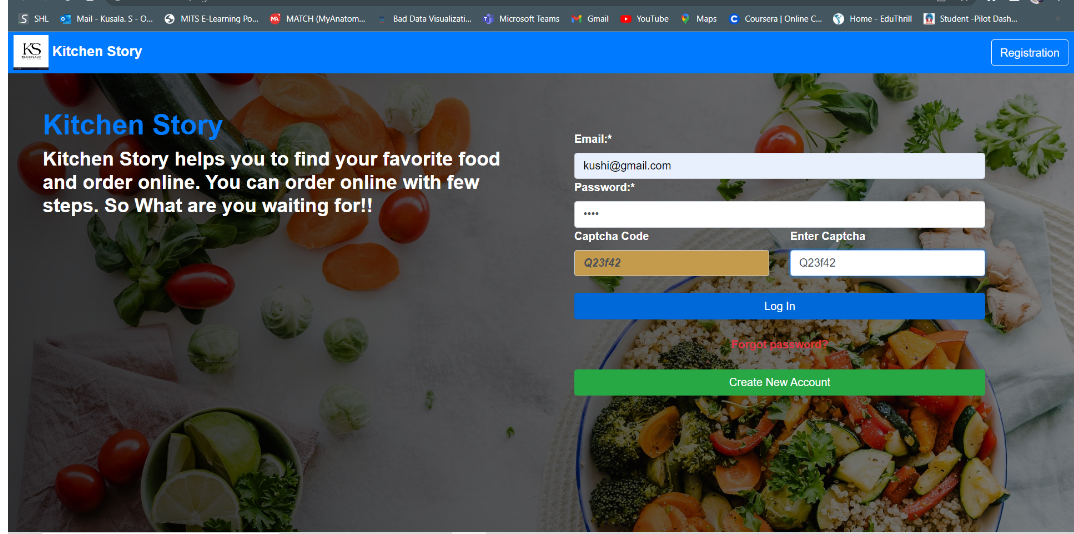 SHL
Mail - Kusala. S - O...
MITS E-Learning Po...
MATCH (MyAnatom...
Bad Data Visualizati...
Microsoft Teams
Gmail
YouTube
Maps
Coursera | Online C...
Home - EduThrill
Student -Pilot Dash...
KS
Kitchen Story
Registration
Kitchen Story
Kitchen Story helps you to find your favorite food
and order online. You can order online with few
steps. So What are you waiting for!!
Email:*
kushi@gmail.com
Password:*
••••
Captcha Code
Enter Captcha
Q23f42
Q23f42
Log In
Forgot password?
Create New Account